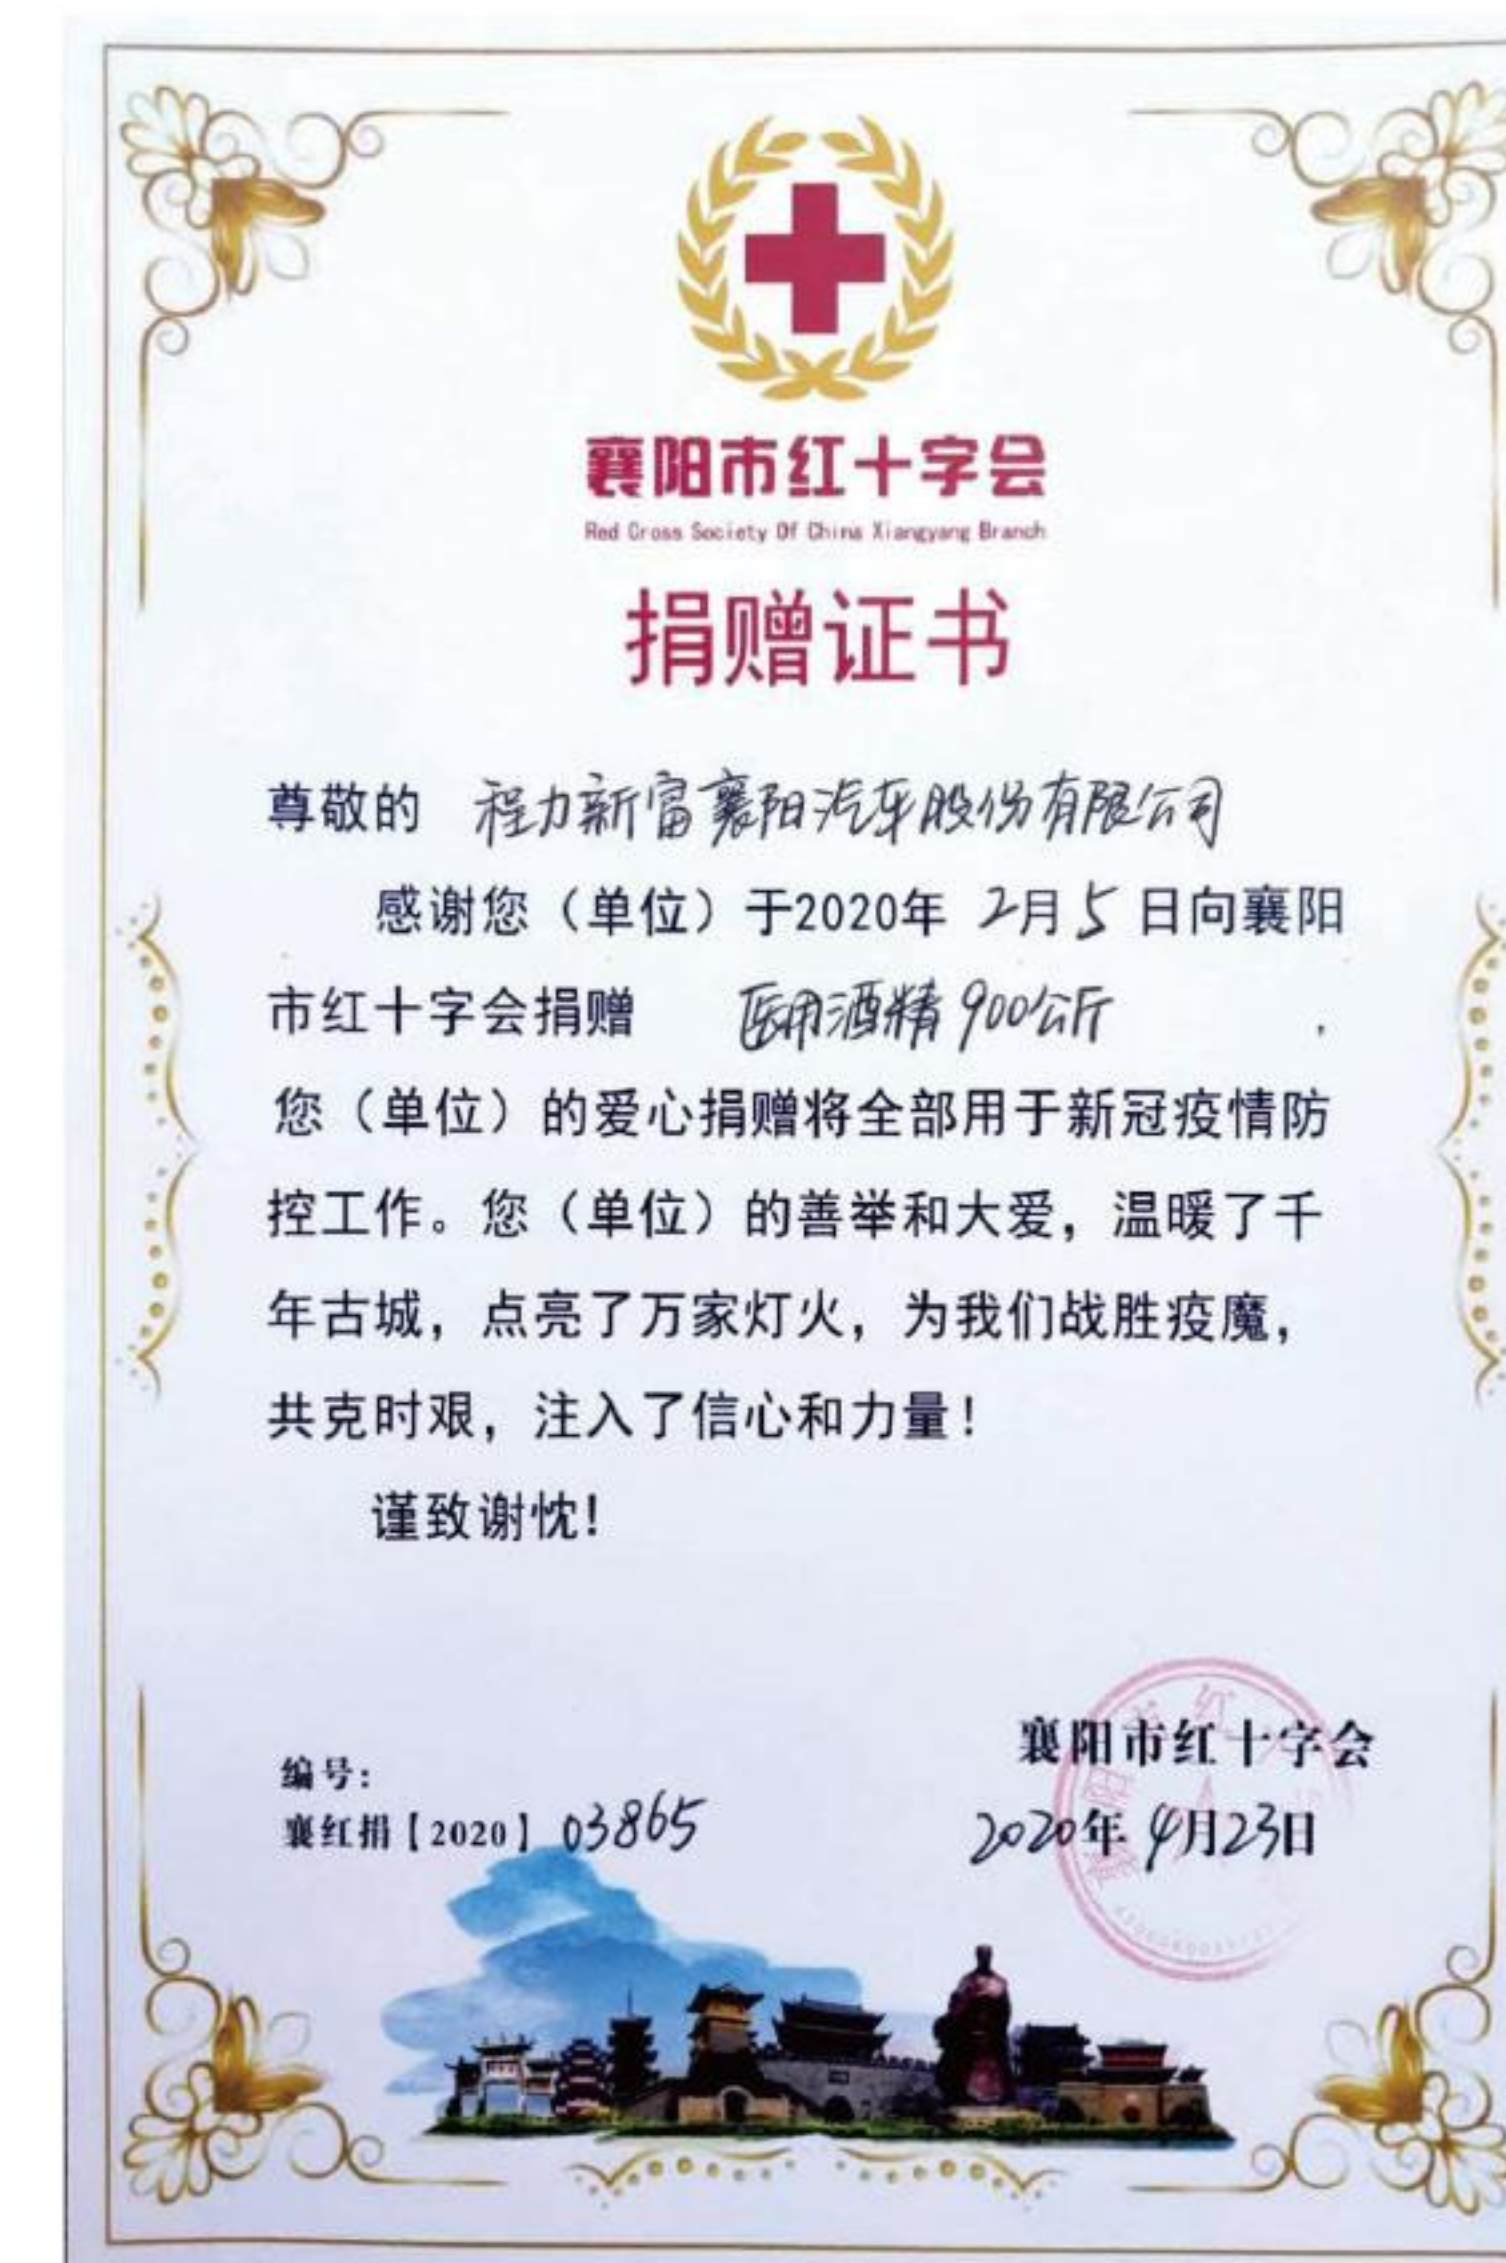 襄阳市红十字会
Red Cross Society Of China Xiangyang Branch
捐赠证书
尊敬的 程力新富襄阳汽车股份有限公司
感谢您（单位）于2020年 2月5日向襄阳
市红十字会捐赠 医用酒精900公斤 ，
您（单位）的爱心捐赠将全部用于新冠疫情防
控工作。您（单位）的善举和大爱，温暖了千
年古城，点亮了万家灯火，为我们战胜疫魔，
共克时艰，注入了信心和力量！
谨致谢忱！
襄阳市红十字会
编号：
襄红捐【2020】03865
2020年4月23日